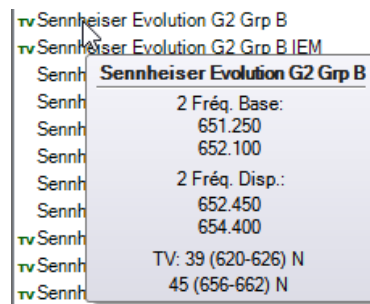 TV Sennheiser Evolution G2 Grp B
TV Sennheiser Evolution G2 Grp B IEM
Sennh
Sennheiser Evolution G2 Grp B
Sennh
2 Fréq. Base:
651.250
Sennh
652.100
Sennh
2 Fréq. Disp.:
Sennh
652.450
TV Sennh
654.400
TV Sennh
TV: 39 (620-626) N
TV Sennh
45 (656-662) N